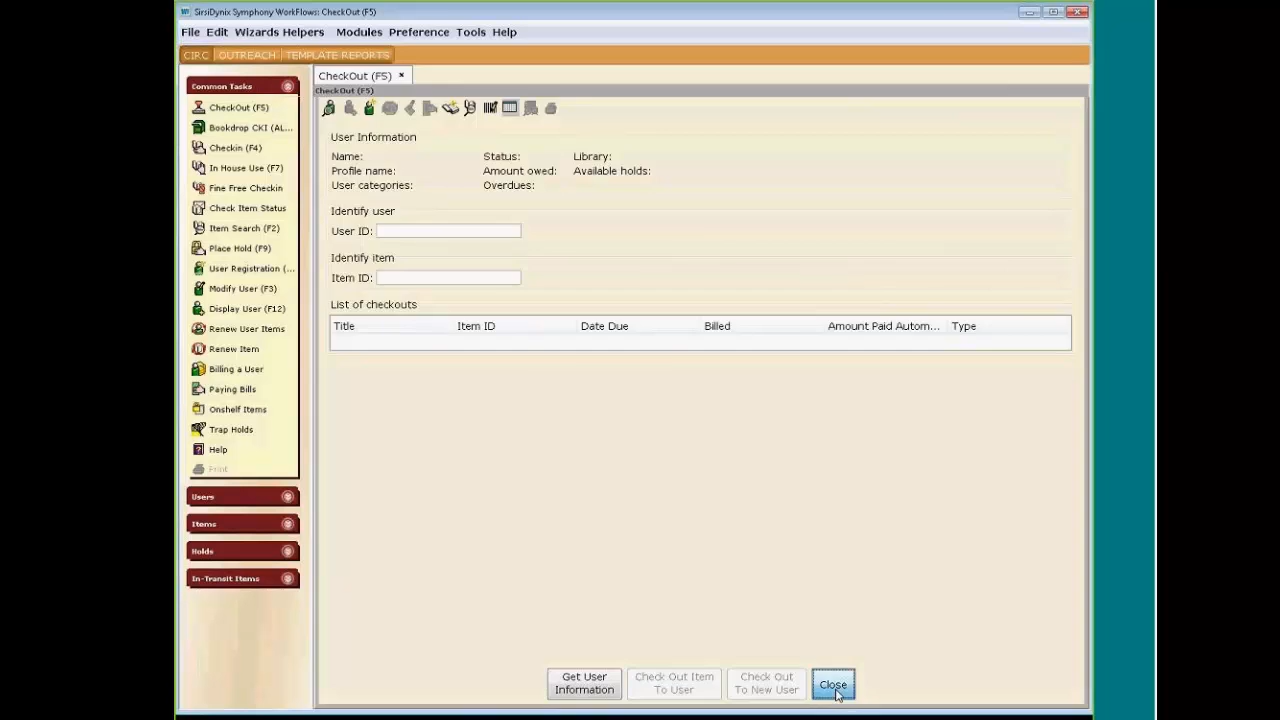 SirsiDynix Symphony WorkFlows: CheckOut (F5)
File Edit Wizards Helpers Modules Preference Tools Help
CIRC OUTREACH TEMPLATE REPORTS
Common Tasks
CheckOut (F5)
Bookdrop CKI (AL...
Checkin (F4)
In House Use (F7)
Fine Free Checkin
Check Item Status
Item Search (F2)
Place Hold (F9)
User Registration (...
Modify User (F3)
Display User (F12)
Renew User Items
Renew Item
Billing a User
Paying Bills
Onshelf Items
Trap Holds
Help
Print
Users
Items
Holds
In-Transit Items
CheckOut (F5)
CheckOut (F5)
User Information
Name: Status: Library:
Profile name: Amount owed: Available holds:
User categories: Overdues:
Identify user
User ID:
Identify item
Item ID:
List of checkouts
Title Item ID Date Due Billed Amount Paid Autom... Type
Get User Information
Check Out Item To User
Check Out To New User
Close